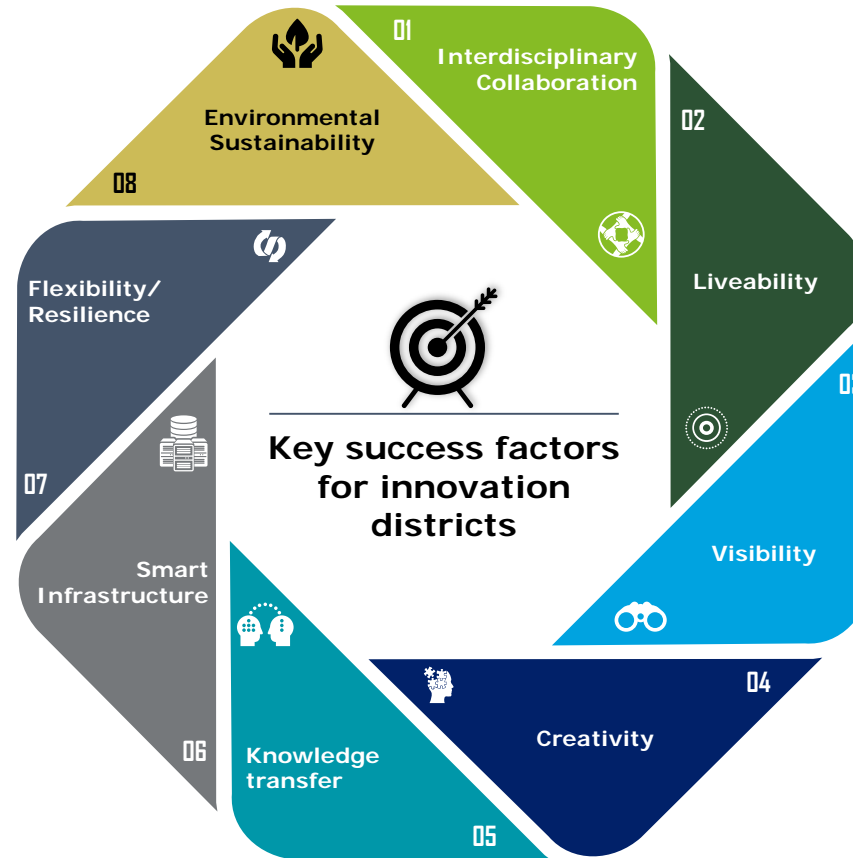 01
Interdisciplinary
Collaboration
02
Liveability
03
Visibility
04
Creativity
05
Knowledge
transfer
06
Smart
Infrastructure
07
Flexibility/
Resilience
08
Environmental
Sustainability
Key success factors
for innovation
districts